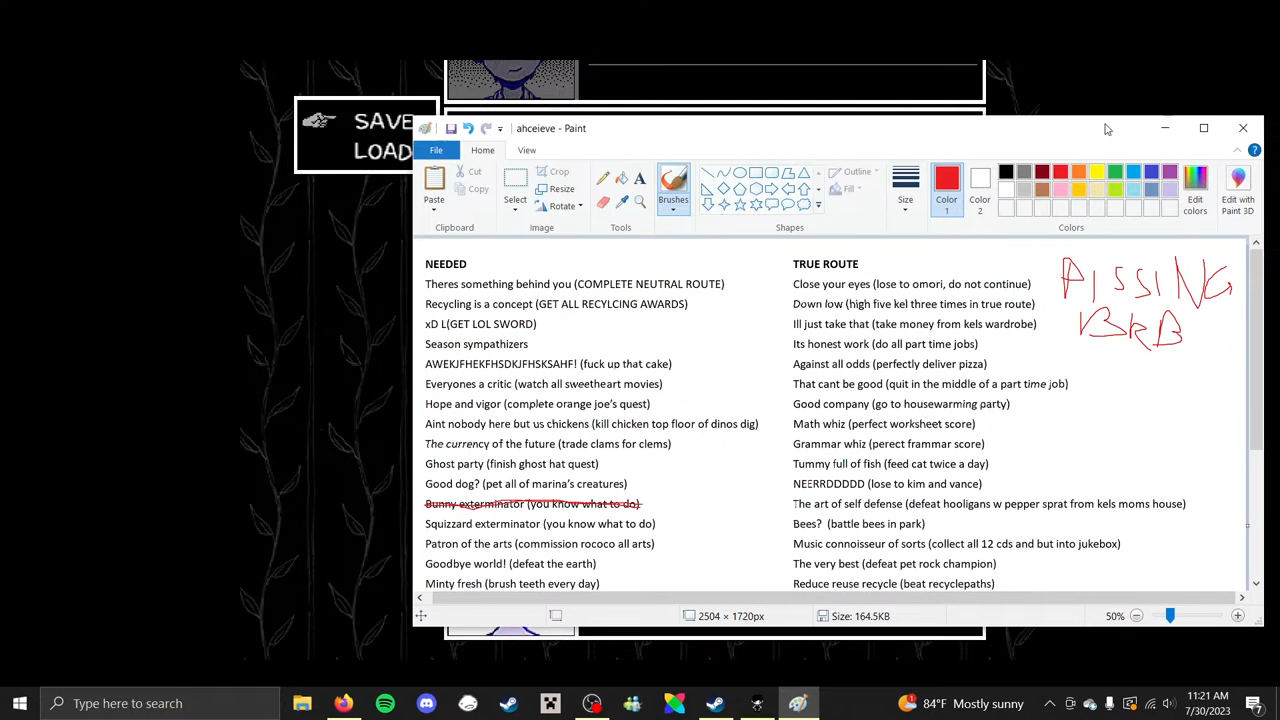 SAVE
LOAD
ahceieve - Paint
File
Home
View
Paste
Cut
Copy
Clipboard
Select
Crop
Resize
Rotate
Image
Tools
Brushes
Shapes
Outline
Fill
Size
Color 1
Color 2
Edit colors
Edit with Paint 3D
Colors
NEEDED
Theres something behind you (COMPLETE NEUTRAL ROUTE)
Recycling is a concept (GET ALL RECYLCING AWARDS)
xD L(GET LOL SWORD)
Season sympathizers
AWEKJFHEKFHSDKJFHSKSAHF! (fuck up that cake)
Everyones a critic (watch all sweetheart movies)
Hope and vigor (complete orange joe's quest)
Aint nobody here but us chickens (kill chicken top floor of dinos dig)
The currency of the future (trade clams for clems)
Ghost party (finish ghost hat quest)
Good dog? (pet all of marina's creatures)
Bunny exterminator (you know what to do)
Squizzard exterminator (you know what to do)
Patron of the arts (commission rococo all arts)
Goodbye world! (defeat the earth)
Minty fresh (brush teeth every day)
TRUE ROUTE
Close your eyes (lose to omori, do not continue)
Down low (high five kel three times in true route)
Ill just take that (take money from kels wardrobe)
Its honest work (do all part time jobs)
Against all odds (perfectly deliver pizza)
That cant be good (quit in the middle of a part time job)
Good company (go to housewarming party)
Math whiz (perfect worksheet score)
Grammar whiz (perect frammar score)
Tummy full of fish (feed cat twice a day)
NEERRDDDDD (lose to kim and vance)
The art of self defense (defeat hooligans w pepper sprat from kels moms house)
Bees? (battle bees in park)
Music connoisseur of sorts (collect all 12 cds and but into jukebox)
The very best (defeat pet rock champion)
Reduce reuse recycle (beat recyclepaths)
PISSING
BRB
2504 × 1720px
Size: 164.5KB
50%
Type here to search
84°F Mostly sunny
11:21 AM
7/30/2023
7